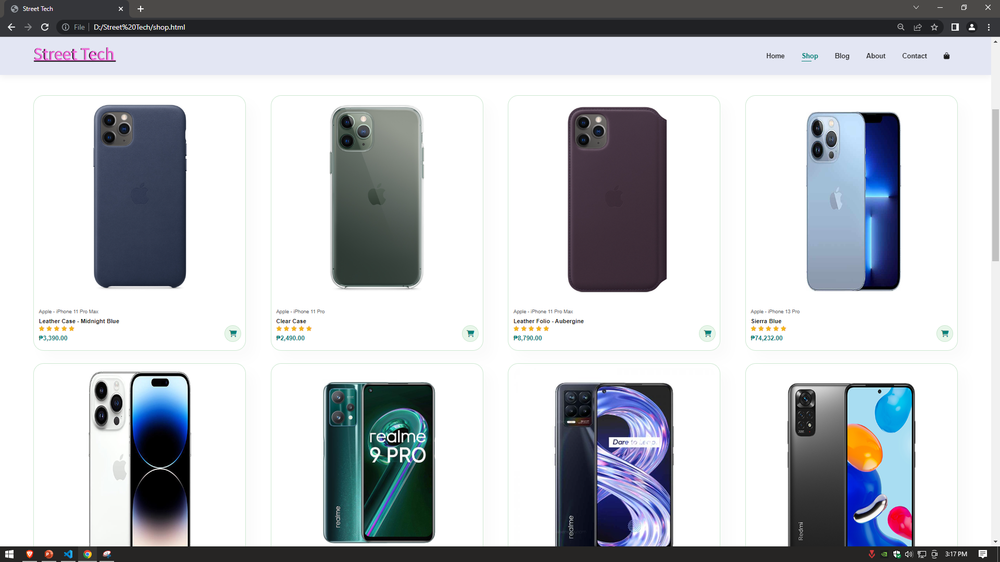 Street Tech
File
D:/Street%20Tech/shop.html
Street Tech
Home
Shop
Blog
About
Contact
Apple - iPhone 11 Pro Max
Leather Case - Midnight Blue
₱3,390.00
Apple - iPhone 11 Pro
Clear Case
₱2,490.00
Apple - iPhone 11 Pro Max
Leather Folio - Aubergine
₱8,790.00
Apple - iPhone 13 Pro
Sierra Blue
₱74,232.00
realme
9 PRO
realme
Dare to Leap.
realme
Redmi
3:17 PM